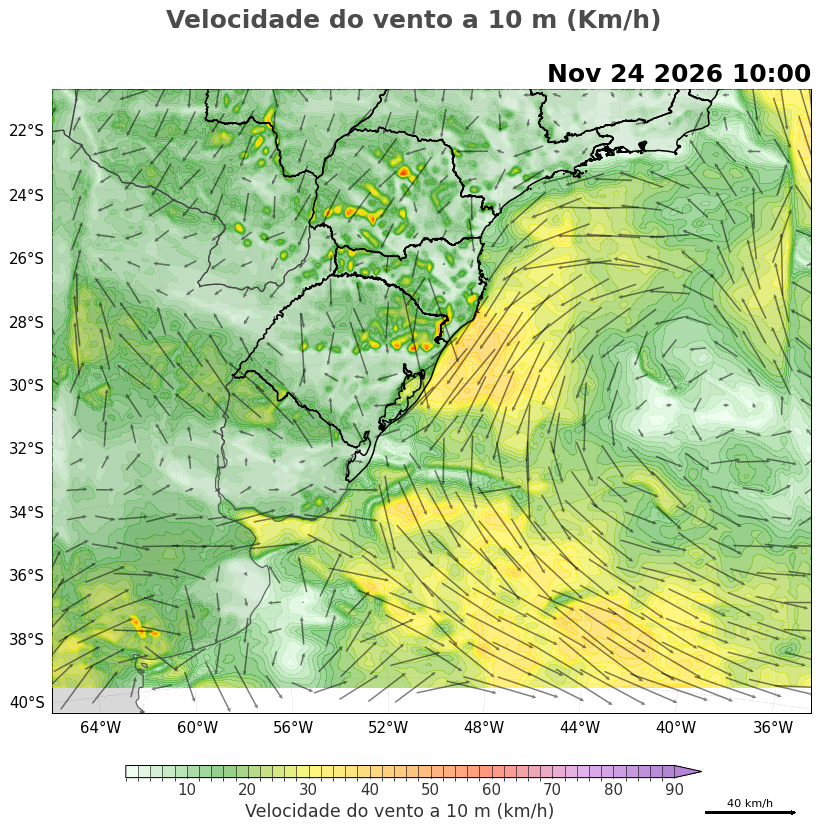 Velocidade do vento a 10 m (Km/h)
Nov 24 2026 10:00
22°S
24°S
26°S
28°S
30°S
32°S
34°S
36°S
38°S
40°S
64°W 60°W 56°W 52°W 48°W 44°W 40°W 36°W
10 20 30 40 50 60 70 80 90
Velocidade do vento a 10 m (km/h)
40 km/h